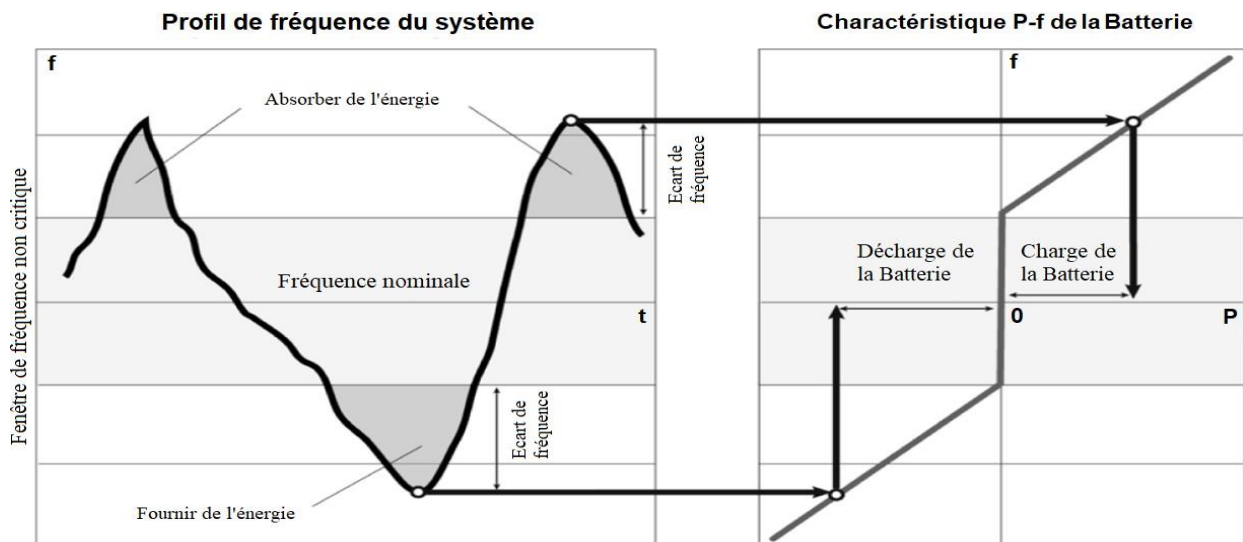 Profil de fréquence du système
f
Absorber de l'énergie
Ecart de
fréquence
Fenêtre de fréquence non critique
Fréquence nominale
t
Ecart de
fréquence
Fournir de l'énergie
Charactéristique P-f de la Batterie
f
Décharge de
la Batterie
Charge de
la Batterie
0
P